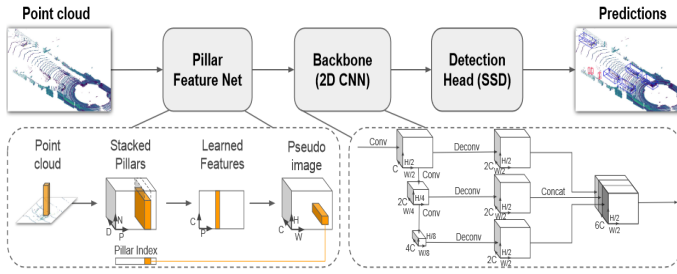 Point cloud
Predictions
Pillar
Feature Net
Backbone
(2D CNN)
Detection
Head (SSD)
Point
cloud
Stacked
Pillars
Learned
Features
Pseudo
image
D
N
P
C
P
C
H
W
Pillar Index
Conv
C
H/2
W/2
Deconv
2C
H/2
W/2
Conv
2C
H/4
W/4
Deconv
2C
H/2
W/2
Concat
6C
H/2
W/2
Conv
4C
H/8
W/8
Deconv
2C
H/2
W/2